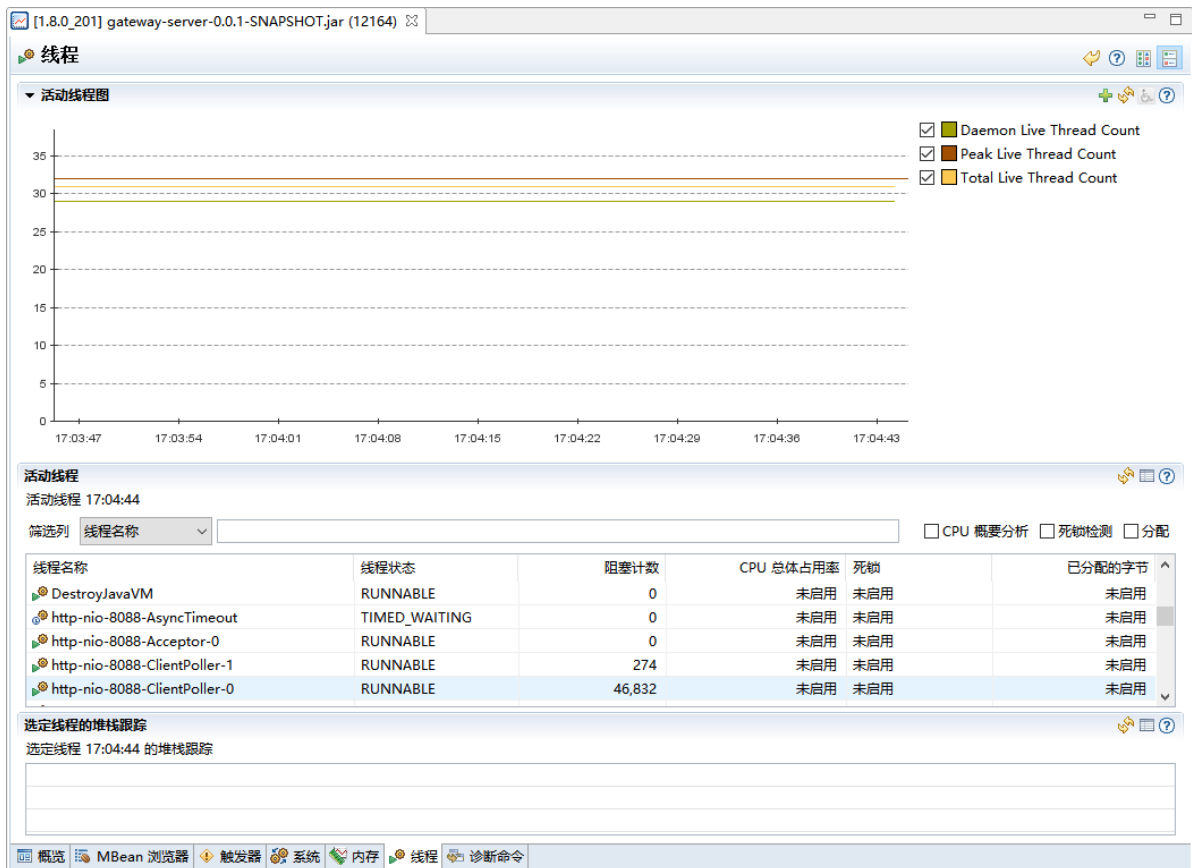 [1.8.0_201] gateway-server-0.0.1-SNAPSHOT.jar (12164)
线程
活动线程图
Daemon Live Thread Count
Peak Live Thread Count
Total Live Thread Count
35
30
25
20
15
10
5
0
17:03:47 17:03:54 17:04:01 17:04:08 17:04:15 17:04:22 17:04:29 17:04:36 17:04:43
活动线程
活动线程 17:04:44
筛选列 线程名称 CPU 概要分析 死锁检测 分配
线程名称 线程状态 阻塞计数 CPU 总体占用率 死锁 已分配的字节
DestroyJavaVM RUNNABLE 0 未启用 未启用 未启用
http-nio-8088-AsyncTimeout TIMED_WAITING 0 未启用 未启用 未启用
http-nio-8088-Acceptor-0 RUNNABLE 0 未启用 未启用 未启用
http-nio-8088-ClientPoller-1 RUNNABLE 274 未启用 未启用 未启用
http-nio-8088-ClientPoller-0 RUNNABLE 46,832 未启用 未启用 未启用
选定线程的堆栈跟踪
选定线程 17:04:44 的堆栈跟踪
概览 MBean 浏览器 触发器 系统 内存 线程 诊断命令